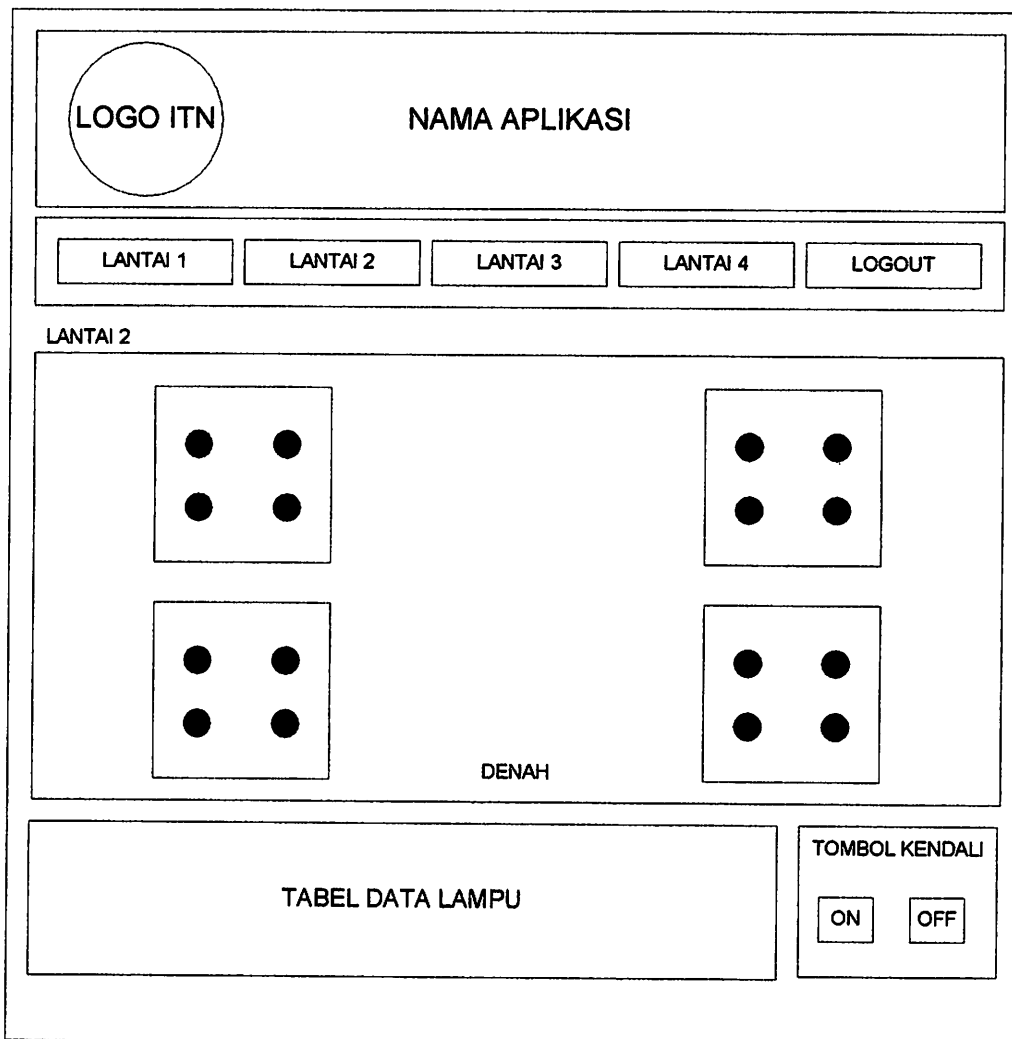 LOGO ITN
NAMA APLIKASI
LANTAI 1
LANTAI 2
LANTAI 3
LANTAI 4
LOGOUT
LANTAI 2
DENAH
TABEL DATA LAMPU
TOMBOL KENDALI
ON
OFF